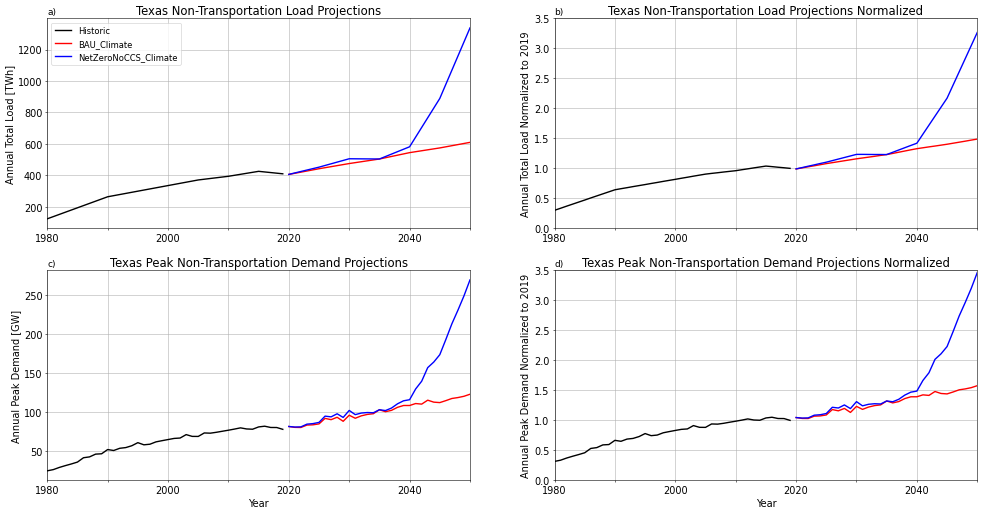 a) Texas Non-Transportation Load Projections
Annual Total Load [TWh]
1200
1000
800
600
400
200
Historic
BAU_Climate
NetZeroNoCCS_Climate
1980 2000 2020 2040
b) Texas Non-Transportation Load Projections Normalized
Annual Total Load Normalized to 2019
3.5
3.0
2.5
2.0
1.5
1.0
0.5
0.0
1980 2000 2020 2040
c) Texas Peak Non-Transportation Demand Projections
Annual Peak Demand [GW]
250
200
150
100
50
1980 2000 2020 2040
Year
d) Texas Peak Non-Transportation Demand Projections Normalized
Annual Peak Demand Normalized to 2019
3.5
3.0
2.5
2.0
1.5
1.0
0.5
0.0
1980 2000 2020 2040
Year